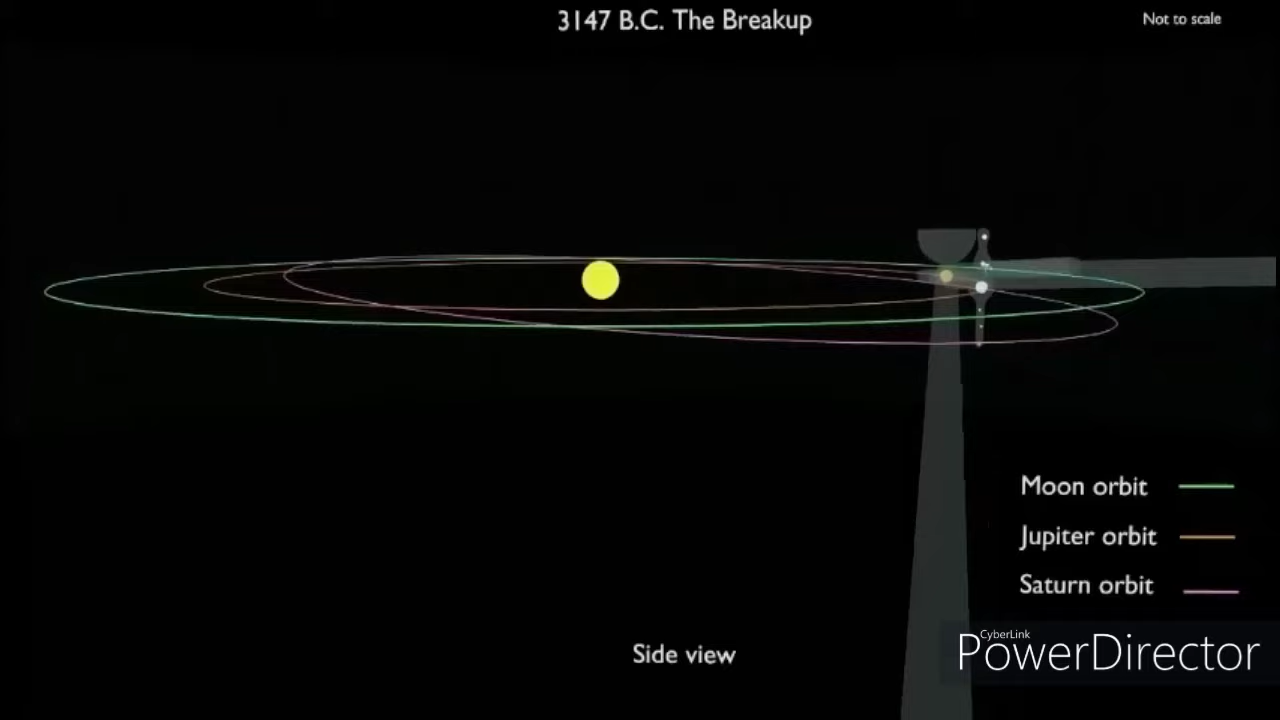 3147 B.C. The Breakup
Not to scale
Moon orbit
Jupiter orbit
Saturn orbit
Side view
CyberLink
PowerDirector